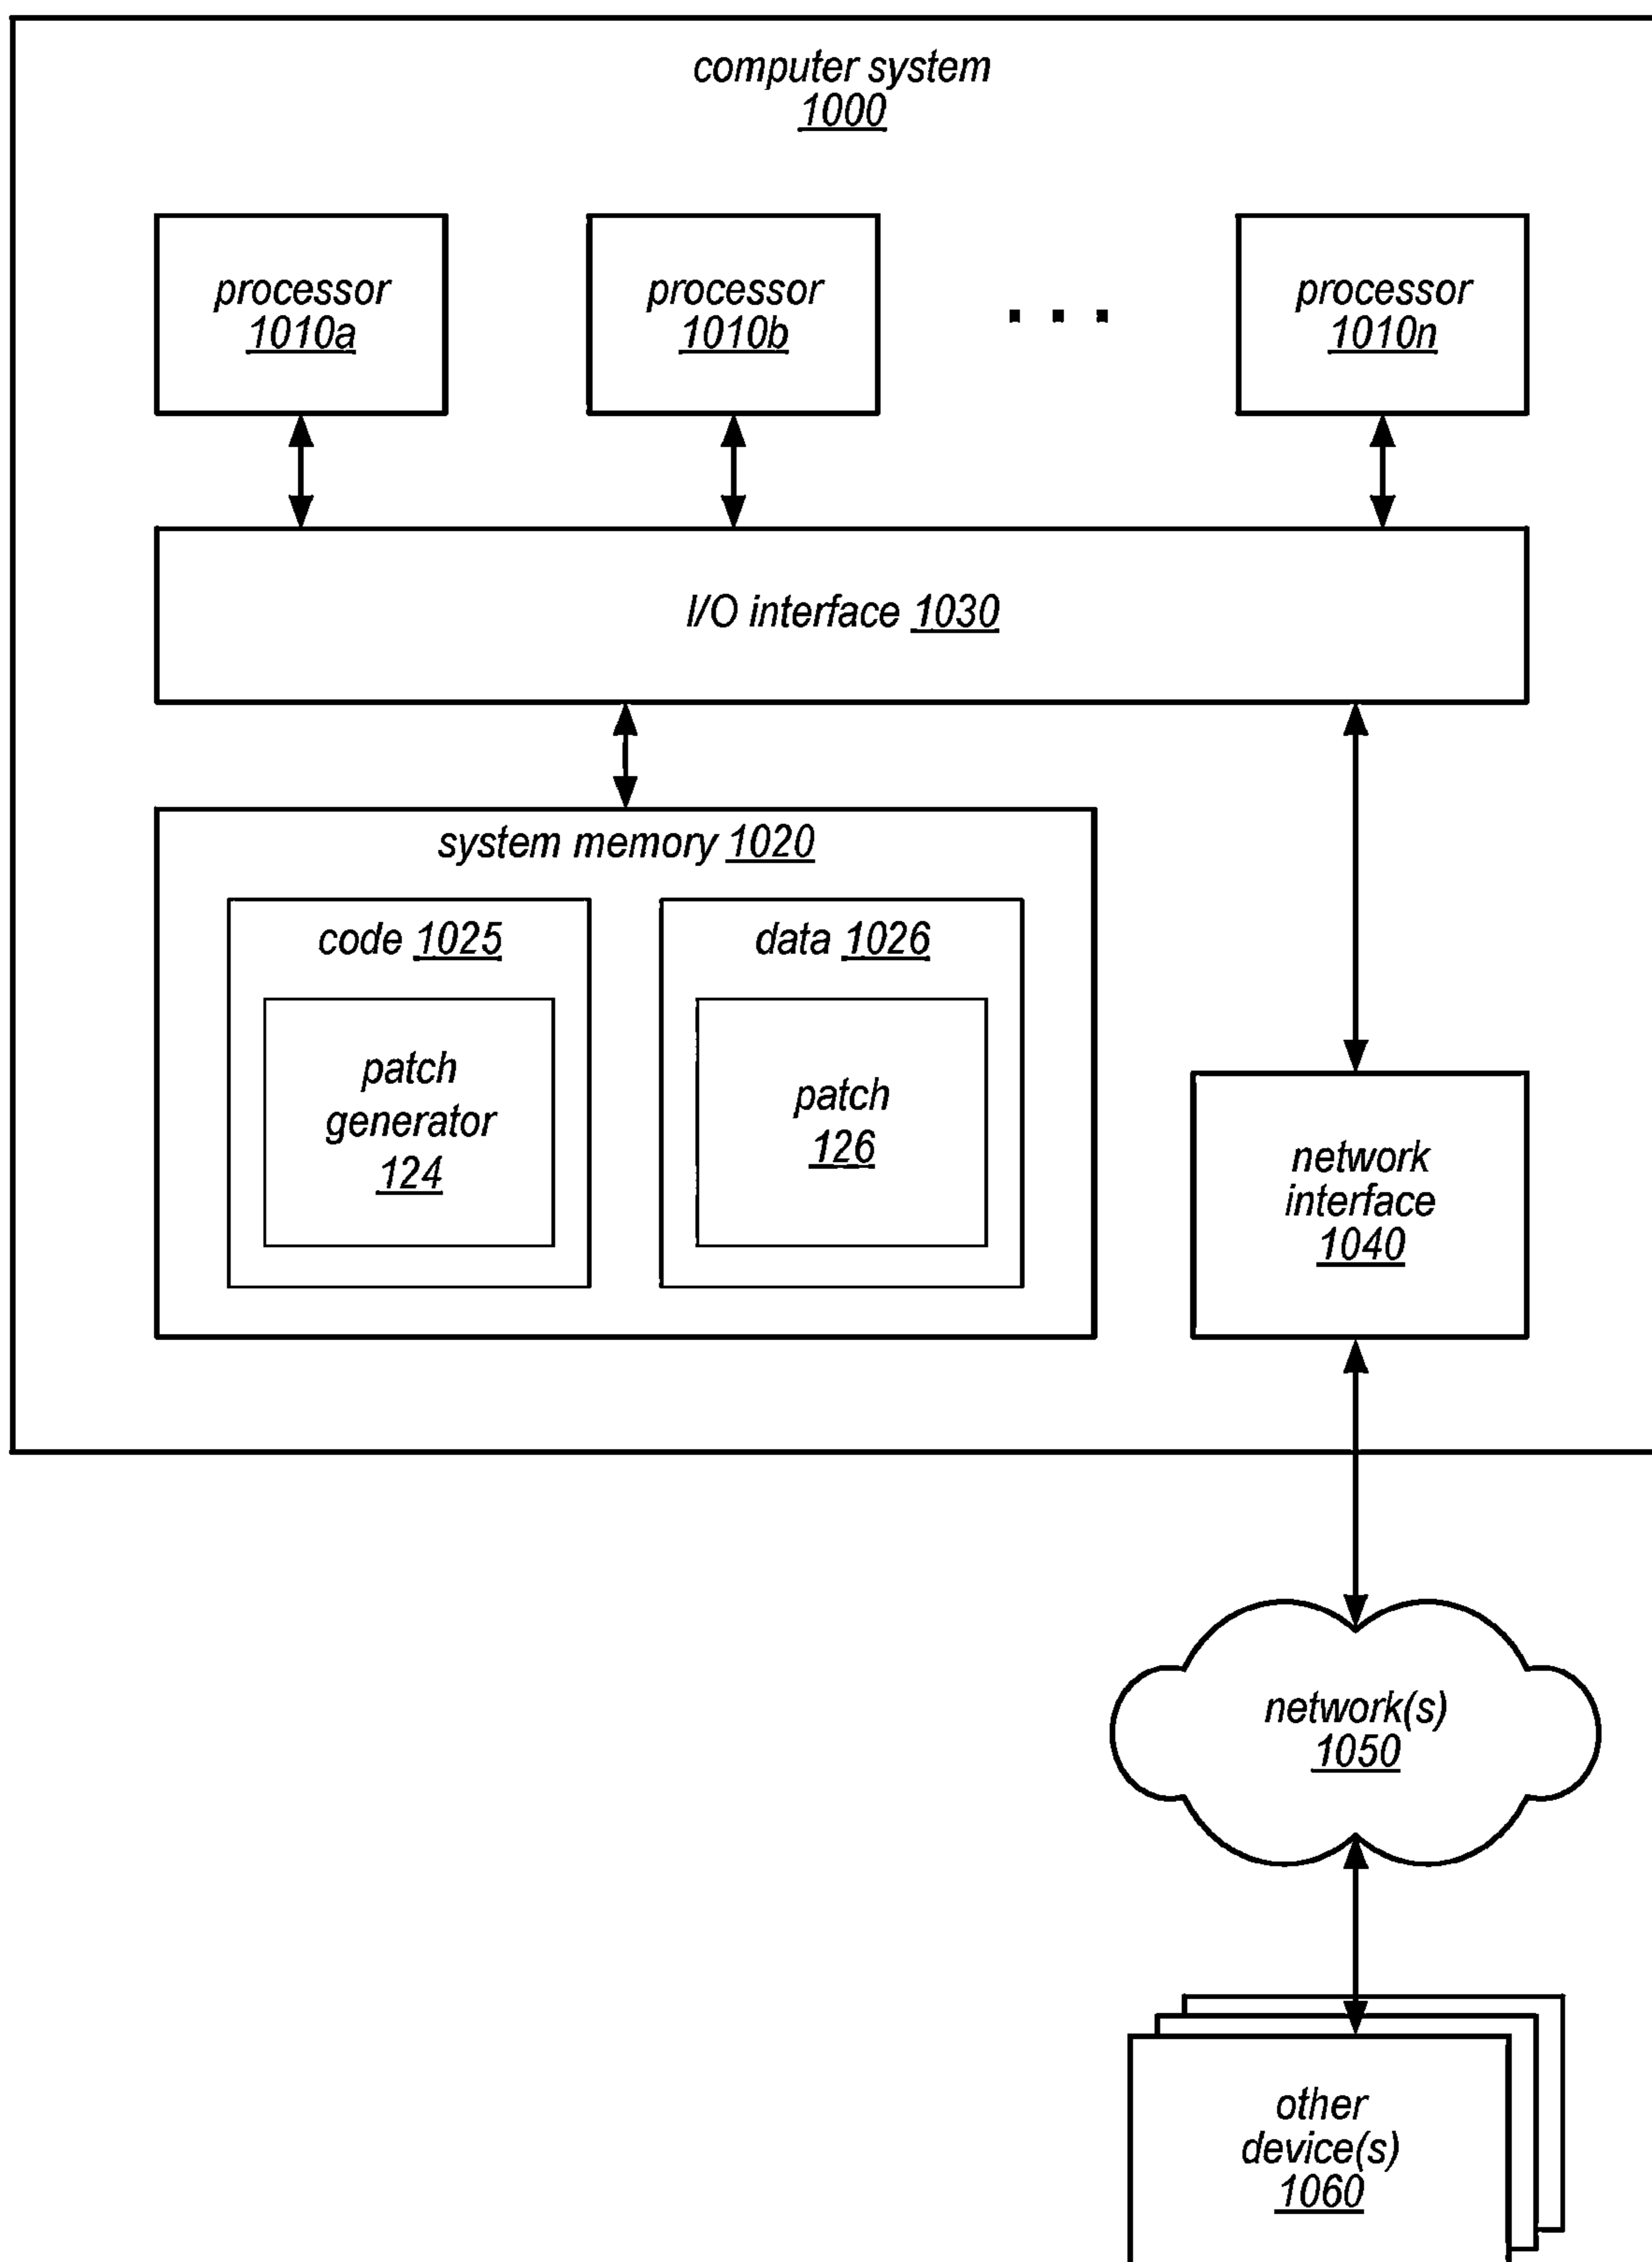 computer system
1000
processor
1010a
processor
1010b
. . .
processor
1010n
I/O interface 1030
system memory 1020
code 1025
patch
generator
124
data 1026
patch
126
network
interface
1040
network(s)
1050
other
device(s)
1060